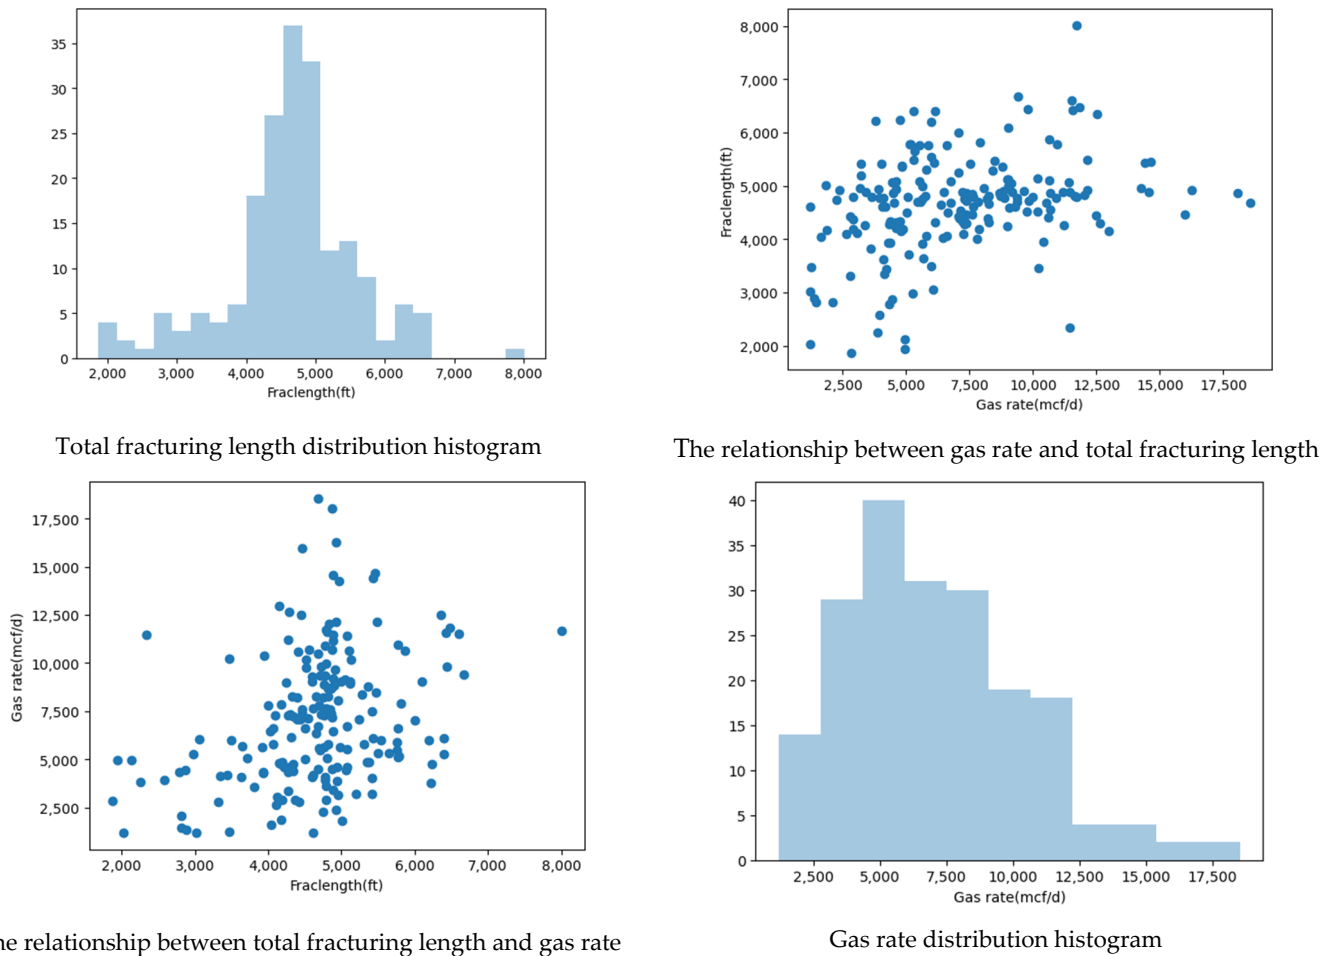 35
30
25
20
15
10
5
0
2,000 3,000 4,000 5,000 6,000 7,000 8,000
Fraclength(ft)
Total fracturing length distribution histogram
8,000
7,000
6,000
5,000
4,000
3,000
2,000
Fraclength(ft)
2,500 5,000 7,500 10,000 12,500 15,000 17,500
Gas rate(mcf/d)
The relationship between gas rate and total fracturing length
17,500
15,000
12,500
10,000
7,500
5,000
2,500
Gas rate(mcf/d)
2,000 3,000 4,000 5,000 6,000 7,000 8,000
Fraclength(ft)
he relationship between total fracturing length and gas rate
40
35
30
25
20
15
10
5
0
2,500 5,000 7,500 10,000 12,500 15,000 17,500
Gas rate(mcf/d)
Gas rate distribution histogram